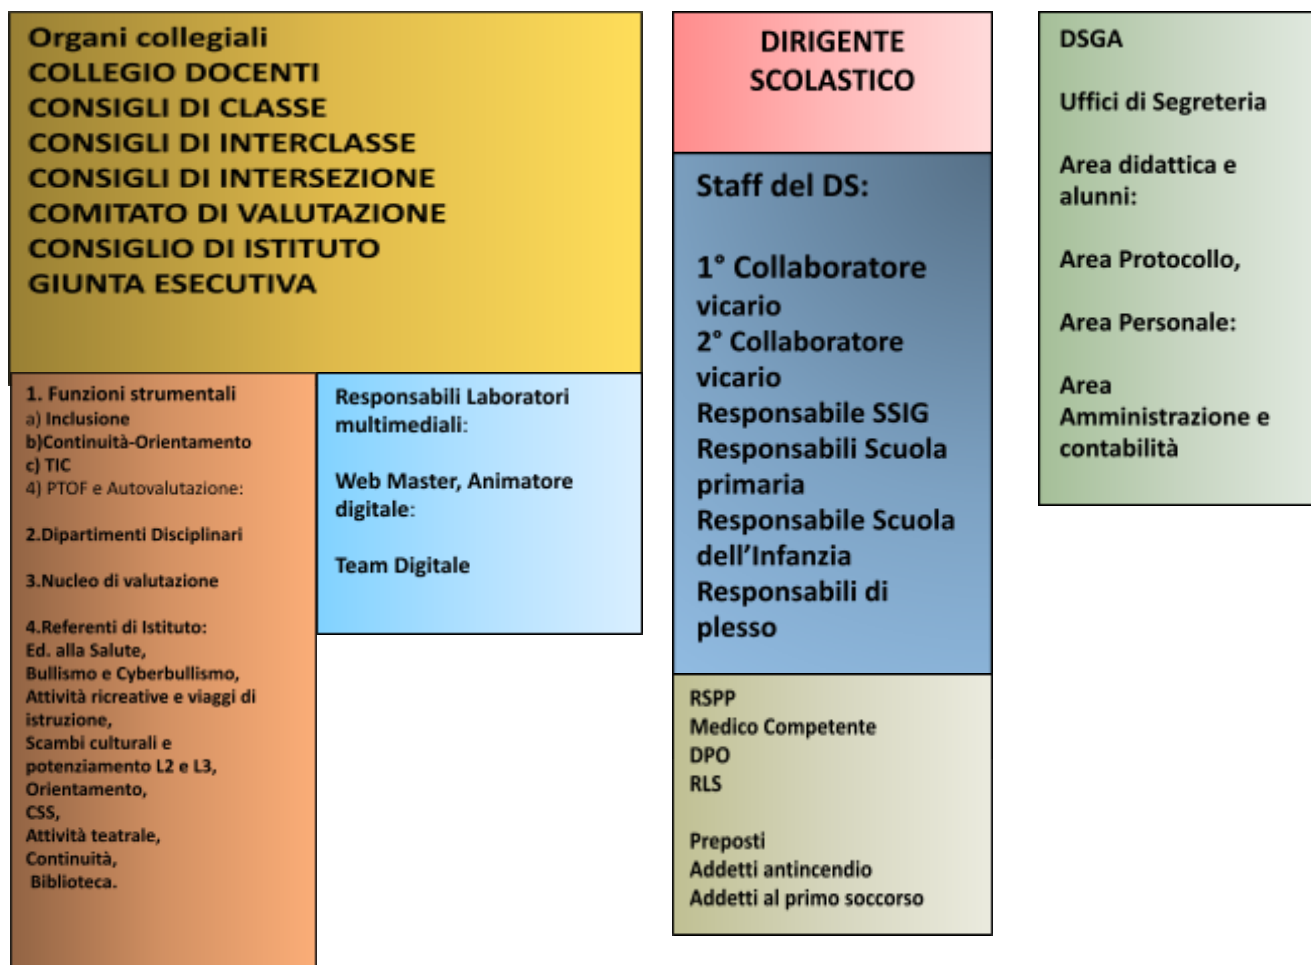 Organi collegiali
COLLEGIO DOCENTI
CONSIGLI DI CLASSE
CONSIGLI DI INTERCLASSE
CONSIGLI DI INTERSEZIONE
COMITATO DI VALUTAZIONE
CONSIGLIO DI ISTITUTO
GIUNTA ESECUTIVA
1. Funzioni strumentali
a) Inclusione
b)Continuità-Orientamento
c) TIC
4) PTOF e Autovalutazione:
2.Dipartimenti Disciplinari
3.Nucleo di valutazione
4.Referenti di Istituto:
Ed. alla Salute,
Bullismo e Cyberbullismo,
Attività ricreative e viaggi di
istruzione,
Scambi culturali e
potenziamento L2 e L3,
Orientamento,
CSS,
Attività teatrale,
Continuità,
Biblioteca.
Responsabili Laboratori
multimediali:
Web Master, Animatore
digitale:
Team Digitale
DIRIGENTE
SCOLASTICO
Staff del DS:
1° Collaboratore
vicario
2° Collaboratore
vicario
Responsabile SSIG
Responsabili Scuola
primaria
Responsabile Scuola
dell’Infanzia
Responsabili di
plesso
RSPP
Medico Competente
DPO
RLS
Preposti
Addetti antincendio
Addetti al primo soccorso
DSGA
Uffici di Segreteria
Area didattica e
alunni:
Area Protocollo,
Area Personale:
Area
Amministrazione e
contabilità